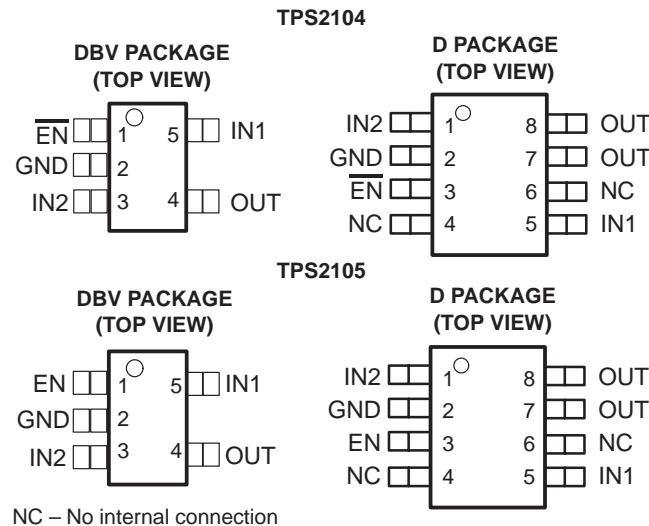 TPS2104
DBV PACKAGE
(TOP VIEW)
E̅N̅ 1 5 IN1
GND 2
IN2 3 4 OUT
D PACKAGE
(TOP VIEW)
IN2 1 8 OUT
GND 2 7 OUT
E̅N̅ 3 6 NC
NC 4 5 IN1
TPS2105
DBV PACKAGE
(TOP VIEW)
EN 1 5 IN1
GND 2
IN2 3 4 OUT
D PACKAGE
(TOP VIEW)
IN2 1 8 OUT
GND 2 7 OUT
EN 3 6 NC
NC 4 5 IN1
NC – No internal connection